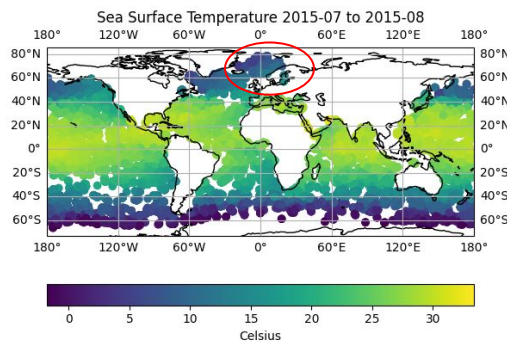 Sea Surface Temperature 2015-07 to 2015-08
180° 120°W 60°W 0° 60°E 120°E 180°
80°N 80°N
60°N 60°N
40°N 40°N
20°N 20°N
0° 0°
20°S 20°S
40°S 40°S
60°S 60°S
180° 120°W 60°W 0° 60°E 120°E 180°
0 5 10 15 20 25 30
Celsius